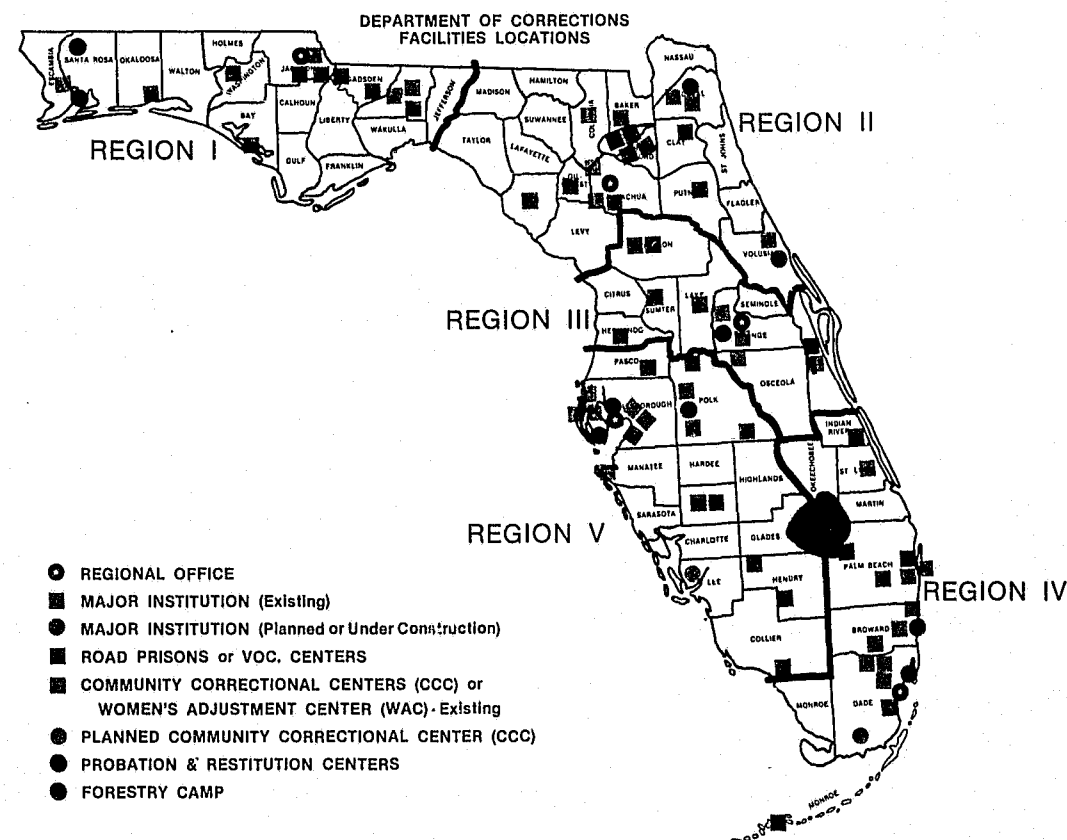 DEPARTMENT OF CORRECTIONS
FACILITIES LOCATIONS
NASSAU
HOLMES
ESCAMBIA
SANTA ROSA
OKALOOSA
WALTON
WASHINGTON
GADSDEN
JEFFERSON
MADISON
HAMILTON
BAKER
CALHOUN
SUWANNEE
COLUMBIA
BAY
LIBERTY
WAKULLA
TAYLOR
LAFAYETTE
CLAY
ST JOHNS
REGION II
REGION I
GULF
FRANKLIN
FLAGLER
LEVY
VOLUSIA
CITRUS
LAKE
SUMTER
SEMINOLE
REGION III
PASCO
OSCEOLA
POLK
INDIAN
RIVER
MANATEE
HARDEE
HIGHLANDS
OKEECHOBEE
SARASOTA
MARTIN
REGION V
CHARLOTTE
GLADES
PALM BEACH
HENDRY
REGION IV
BROWARD
COLLIER
MONROE
DADE
MONROE
REGIONAL OFFICE
MAJOR INSTITUTION (Existing)
MAJOR INSTITUTION (Planned or Under Construction)
ROAD PRISONS or VOC. CENTERS
COMMUNITY CORRECTIONAL CENTERS (CCC) or
WOMEN'S ADJUSTMENT CENTER (WAC) - Existing
PLANNED COMMUNITY CORRECTIONAL CENTER (CCC)
PROBATION & RESTITUTION CENTERS
FORESTRY CAMP